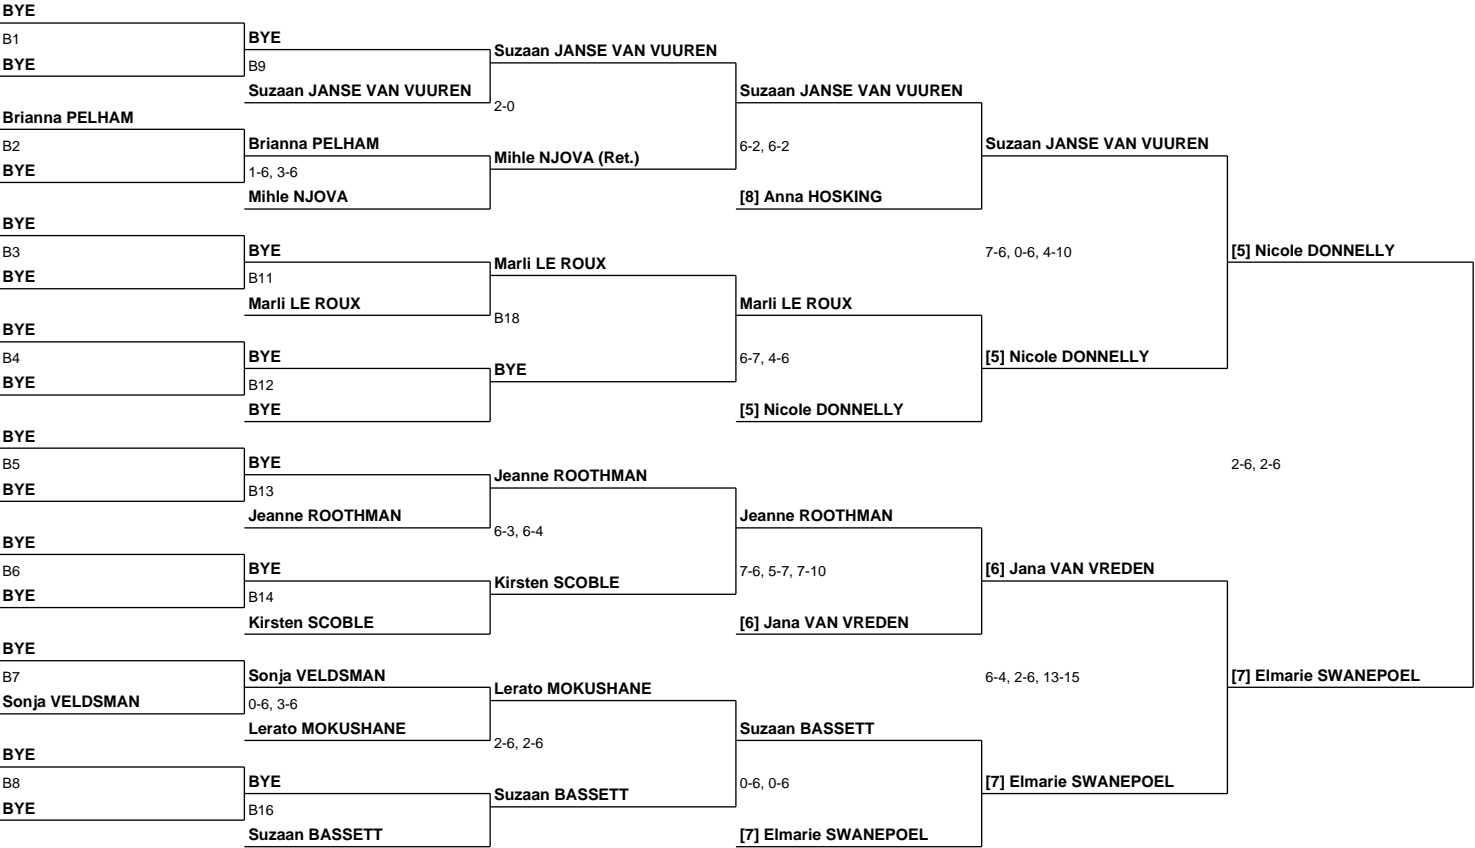 BYE
B1
BYE
Brianna PELHAM
B2
BYE
BYE
B3
BYE
BYE
B4
BYE
BYE
B5
BYE
BYE
B6
BYE
BYE
B7
Sonja VELDSMAN
BYE
B8
BYE
BYE
B9
Suzaan JANSE VAN VUUREN
Brianna PELHAM
1-6, 3-6
Mihle NJOVA
BYE
B11
Marli LE ROUX
BYE
B12
BYE
BYE
B13
Jeanne ROOTHMAN
BYE
B14
Kirsten SCOBLE
Sonja VELDSMAN
0-6, 3-6
Lerato MOKUSHANE
BYE
B16
Suzaan BASSETT
Suzaan JANSE VAN VUUREN
2-0
Mihle NJOVA (Ret.)
Marli LE ROUX
B18
BYE
Jeanne ROOTHMAN
6-3, 6-4
Kirsten SCOBLE
Lerato MOKUSHANE
2-6, 2-6
Suzaan BASSETT
Suzaan JANSE VAN VUUREN
6-2, 6-2
[8] Anna HOSKING
Marli LE ROUX
6-7, 4-6
[5] Nicole DONNELLY
Jeanne ROOTHMAN
7-6, 5-7, 7-10
[6] Jana VAN VREDEN
Suzaan BASSETT
0-6, 0-6
[7] Elmarie SWANEPOEL
Suzaan JANSE VAN VUUREN
7-6, 0-6, 4-10
[5] Nicole DONNELLY
[6] Jana VAN VREDEN
6-4, 2-6, 13-15
[7] Elmarie SWANEPOEL
[5] Nicole DONNELLY
2-6, 2-6
[7] Elmarie SWANEPOEL